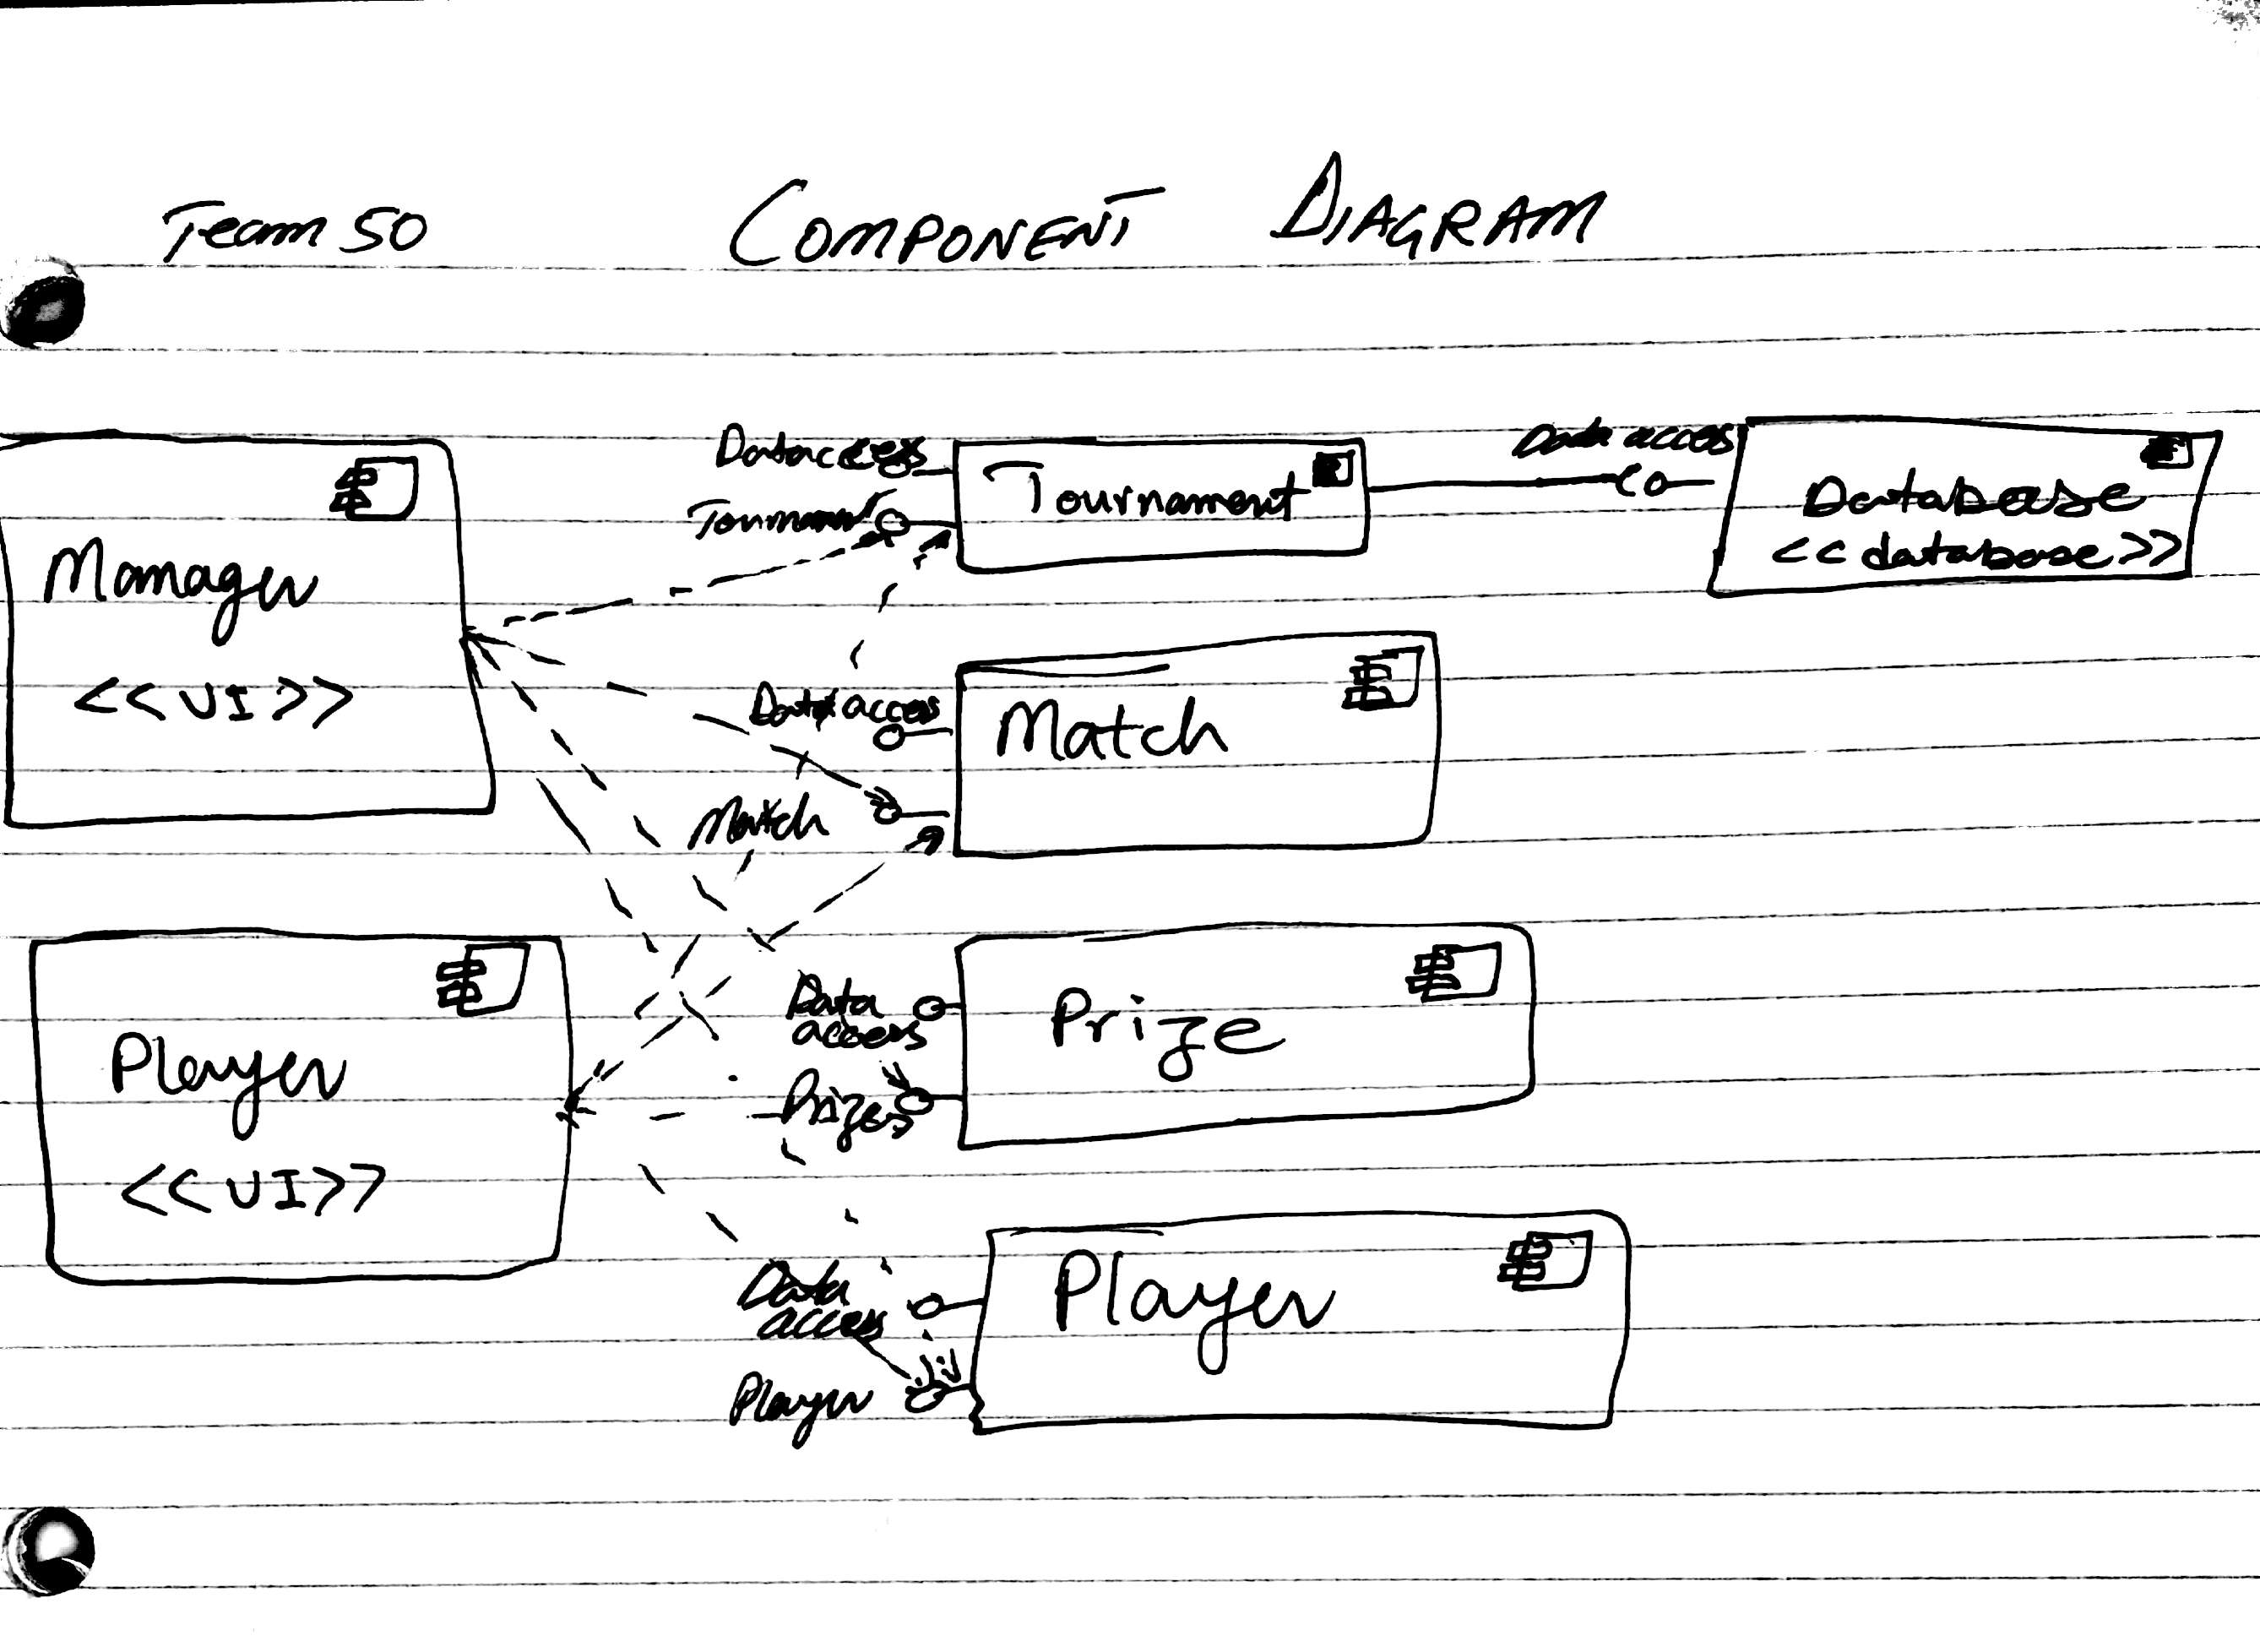 Team 50
COMPONENT DIAGRAM
Manager
<<UI>>
Player
<<UI>>
Data access
Tournament
Data access
Match
Data
access
Prizes
Data
access
Player
Tournament
Match
Prize
Player
Data access
Database
<<database>>